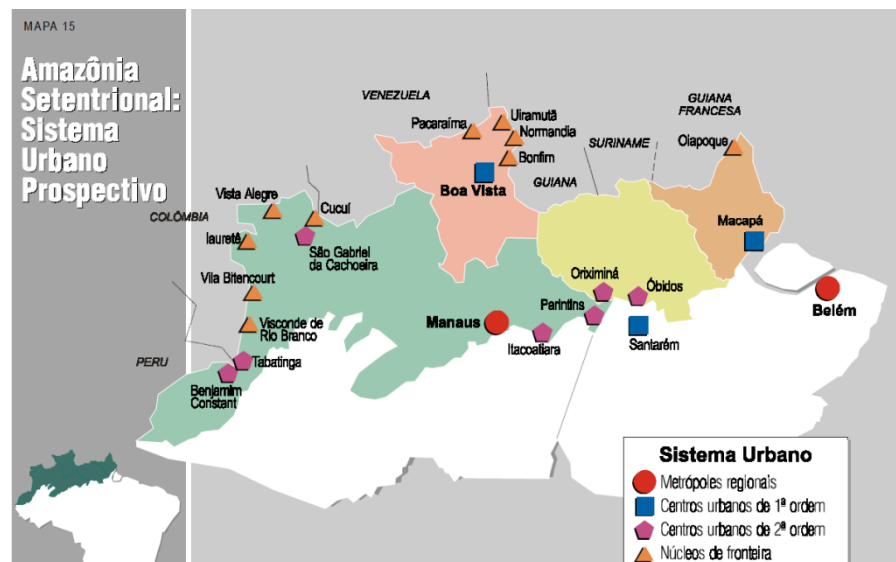 MAPA 15
Amazônia
Setentrional:
Sistema
Urbano
Prospectivo
VENEZUELA
GUIANA
FRANCESA
SURINAME
GUIANA
COLÔMBIA
PERU
Pacaraíma
Uiramutã
Normandia
Bonfim
Boa Vista
Oiapoque
Macapá
Vista Alegre
Cucuí
Iauretê
São Gabriel
da Cachoeira
Vila Bitencourt
Visconde de
Rio Branco
Tabatinga
Benjamim
Constant
Manaus
Itacoatiara
Parintins
Oriximiná
Óbidos
Santarém
Belém
Sistema Urbano
Metrópoles regionais
Centros urbanos de 1ª ordem
Centros urbanos de 2ª ordem
Núcleos de fronteira